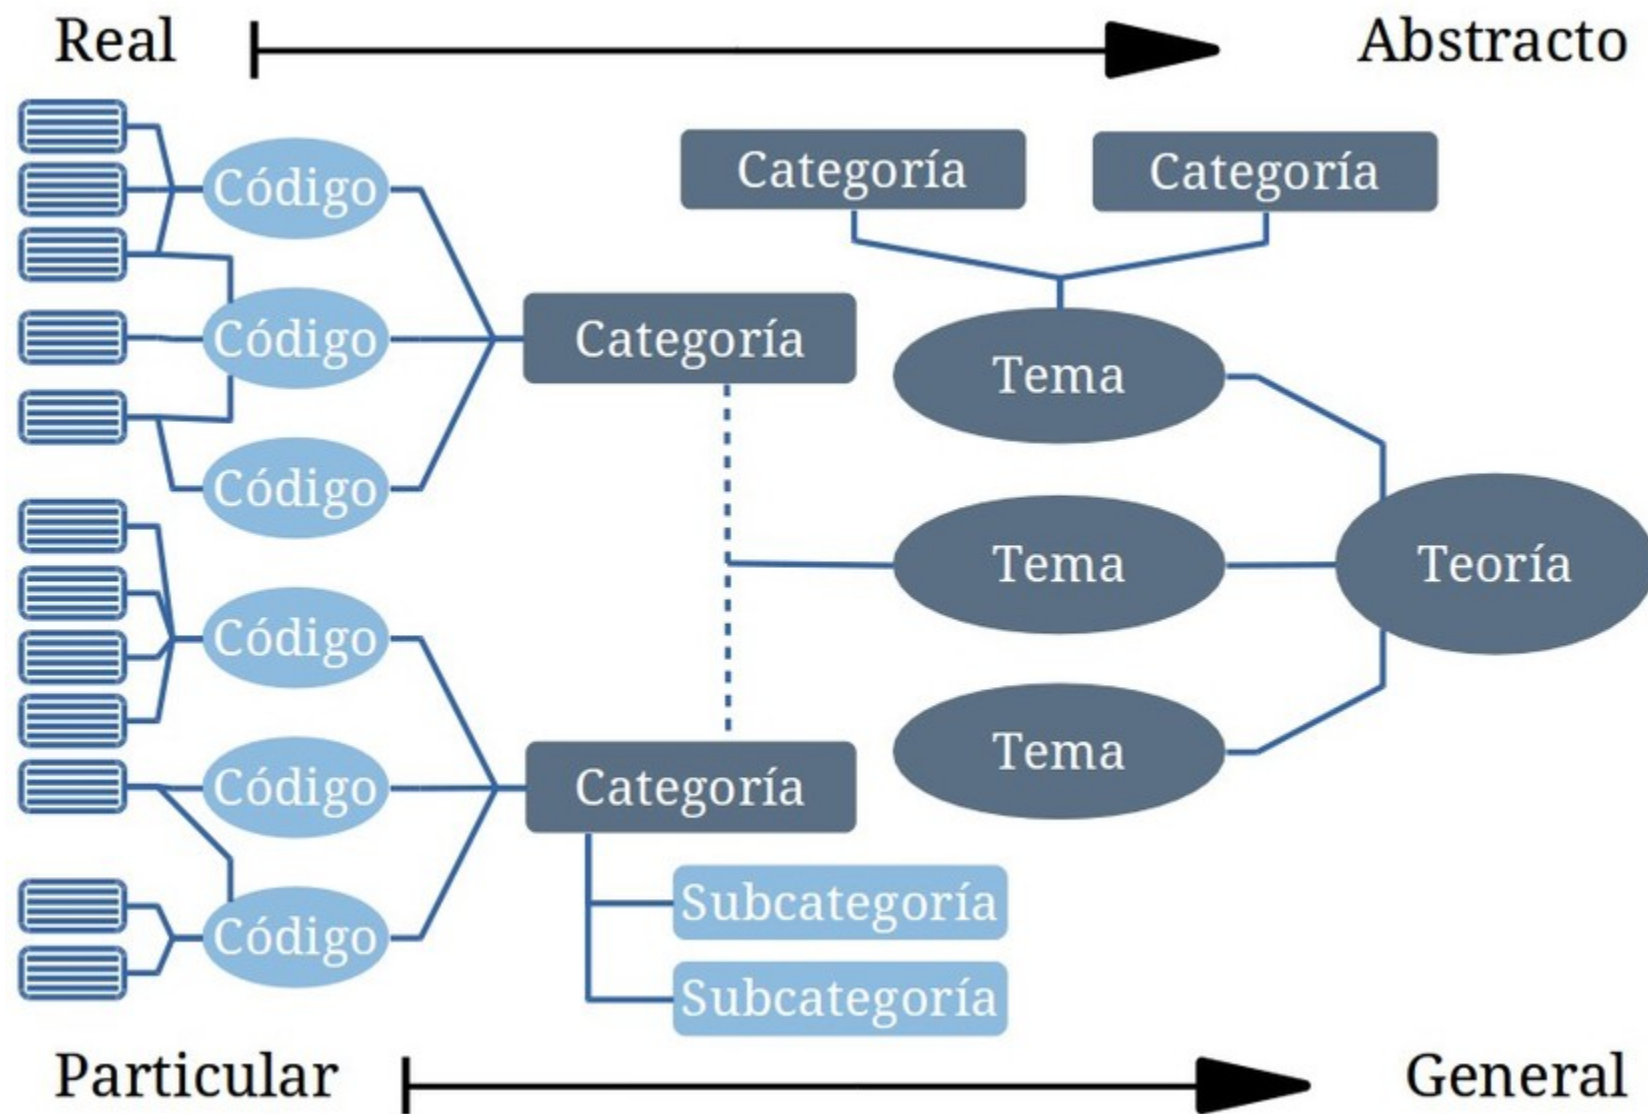 Real Abstracto
Categoría Categoría
Código
Código Categoría Tema
Código
Tema Teoría
Código
Tema
Código Categoría
Subcategoría
Código
Subcategoría
Particular General